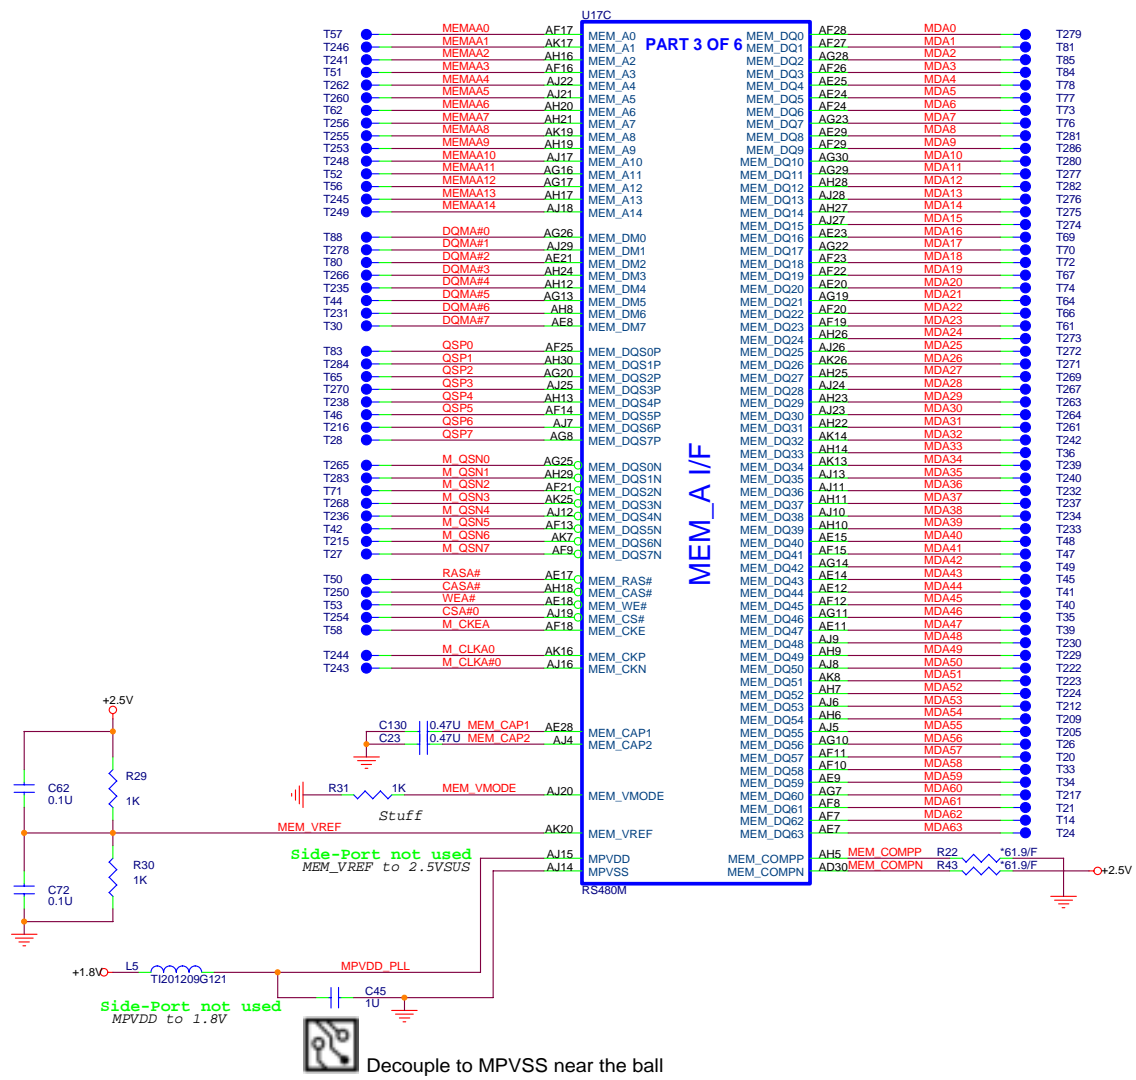 U17C
PART 3 OF 6
T57 MEMAA0 AF17 MEM_A0
T246 MEMAA1 AK17 MEM_A1
T241 MEMAA2 AH16 MEM_A2
T51 MEMAA3 AF16 MEM_A3
T262 MEMAA4 AJ22 MEM_A4
T260 MEMAA5 AJ21 MEM_A5
T62 MEMAA6 AH20 MEM_A6
T256 MEMAA7 AH21 MEM_A7
T255 MEMAA8 AK19 MEM_A8
T253 MEMAA9 AH19 MEM_A9
T248 MEMAA10 AJ17 MEM_A10
T52 MEMAA11 AG16 MEM_A11
T56 MEMAA12 AG17 MEM_A12
T245 MEMAA13 AH17 MEM_A13
T249 MEMAA14 AJ18 MEM_A14
T88 DQMA#0 AG26 MEM_DM0
T278 DQMA#1 AJ29 MEM_DM1
T80 DQMA#2 AE21 MEM_DM2
T266 DQMA#3 AH24 MEM_DM3
T235 DQMA#4 AH12 MEM_DM4
T44 DQMA#5 AG13 MEM_DM5
T231 DQMA#6 AH8 MEM_DM6
T30 DQMA#7 AE8 MEM_DM7
T83 QSP0 AF25 MEM_DQS0P
T284 QSP1 AH30 MEM_DQS1P
T65 QSP2 AG20 MEM_DQS2P
T270 QSP3 AJ25 MEM_DQS3P
T238 QSP4 AH13 MEM_DQS4P
T46 QSP5 AF14 MEM_DQS5P
T216 QSP6 AJ7 MEM_DQS6P
T28 QSP7 AG8 MEM_DQS7P
T265 M_QSN0 AG25 MEM_DQS0N
T283 M_QSN1 AH29 MEM_DQS1N
T71 M_QSN2 AF21 MEM_DQS2N
T268 M_QSN3 AK25 MEM_DQS3N
T236 M_QSN4 AJ12 MEM_DQS4N
T42 M_QSN5 AF13 MEM_DQS5N
T215 M_QSN6 AK7 MEM_DQS6N
T27 M_QSN7 AF9 MEM_DQS7N
T50 RASA# AE17 MEM_RAS#
T250 CASA# AH18 MEM_CAS#
T53 WEA# AE18 MEM_WE#
T254 CSA#0 AJ19 MEM_CS#
T58 M_CKEA AF18 MEM_CKE
T244 M_CLKA0 AK16 MEM_CKP
T243 M_CLKA#0 AJ16 MEM_CKN
C130 0.47U MEM_CAP1 AE28 MEM_CAP1
C23 0.47U MEM_CAP2 AJ4 MEM_CAP2
R31 1K MEM_VMODE AJ20 MEM_VMODE
Stuff
MEM_VREF AK20 MEM_VREF
Side-Port not used
MEM_VREF to 2.5VSUS
AJ15 MPVDD
AJ14 MPVSS
RS480M
MEM_A I/F
MEM_DQ0 AF28 MDA0 T279
MEM_DQ1 AF27 MDA1 T81
MEM_DQ2 AG28 MDA2 T85
MEM_DQ3 AF26 MDA3 T84
MEM_DQ4 AE25 MDA4 T78
MEM_DQ5 AE24 MDA5 T77
MEM_DQ6 AF24 MDA6 T73
MEM_DQ7 AG23 MDA7 T76
MEM_DQ8 AE29 MDA8 T281
MEM_DQ9 AF29 MDA9 T286
MEM_DQ10 AG30 MDA10 T280
MEM_DQ11 AG29 MDA11 T277
MEM_DQ12 AH28 MDA12 T282
MEM_DQ13 AJ28 MDA13 T276
MEM_DQ14 AH27 MDA14 T275
MEM_DQ15 AJ27 MDA15 T274
MEM_DQ16 AE23 MDA16 T69
MEM_DQ17 AG22 MDA17 T70
MEM_DQ18 AF23 MDA18 T72
MEM_DQ19 AF22 MDA19 T67
MEM_DQ20 AE20 MDA20 T74
MEM_DQ21 AG19 MDA21 T64
MEM_DQ22 AF20 MDA22 T66
MEM_DQ23 AF19 MDA23 T61
MEM_DQ24 AH26 MDA24 T273
MEM_DQ25 AJ26 MDA25 T272
MEM_DQ26 AK26 MDA26 T271
MEM_DQ27 AH25 MDA27 T269
MEM_DQ28 AJ24 MDA28 T267
MEM_DQ29 AH23 MDA29 T263
MEM_DQ30 AJ23 MDA30 T264
MEM_DQ31 AH22 MDA31 T261
MEM_DQ32 AK14 MDA32 T242
MEM_DQ33 AH14 MDA33 T36
MEM_DQ34 AK13 MDA34 T239
MEM_DQ35 AJ13 MDA35 T240
MEM_DQ36 AJ11 MDA36 T232
MEM_DQ37 AH11 MDA37 T237
MEM_DQ38 AJ10 MDA38 T234
MEM_DQ39 AH10 MDA39 T233
MEM_DQ40 AE15 MDA40 T48
MEM_DQ41 AF15 MDA41 T47
MEM_DQ42 AG14 MDA42 T49
MEM_DQ43 AE14 MDA43 T45
MEM_DQ44 AE12 MDA44 T41
MEM_DQ45 AF12 MDA45 T40
MEM_DQ46 AG11 MDA46 T35
MEM_DQ47 AE11 MDA47 T39
MEM_DQ48 AJ9 MDA48 T230
MEM_DQ49 AH9 MDA49 T229
MEM_DQ50 AJ8 MDA50 T222
MEM_DQ51 AK8 MDA51 T223
MEM_DQ52 AH7 MDA52 T224
MEM_DQ53 AJ6 MDA53 T212
MEM_DQ54 AH6 MDA54 T209
MEM_DQ55 AJ5 MDA55 T205
MEM_DQ56 AG10 MDA56 T26
MEM_DQ57 AF11 MDA57 T20
MEM_DQ58 AF10 MDA58 T33
MEM_DQ59 AE9 MDA59 T34
MEM_DQ60 AG7 MDA60 T217
MEM_DQ61 AF8 MDA61 T21
MEM_DQ62 AF7 MDA62 T14
MEM_DQ63 AE7 MDA63 T24
MEM_COMPP AH5 MEM_COMPP R22 *61.9/F
MEM_COMPN AD30 MEM_COMPN R43 *61.9/F +2.5V
+2.5V
C62
0.1U
R29
1K
C72
0.1U
R30
1K
+1.8V L5 MPVDD_PLL
TI201209G121
C45
1U
Side-Port not used
MPVDD to 1.8V
Decouple to MPVSS near the ball